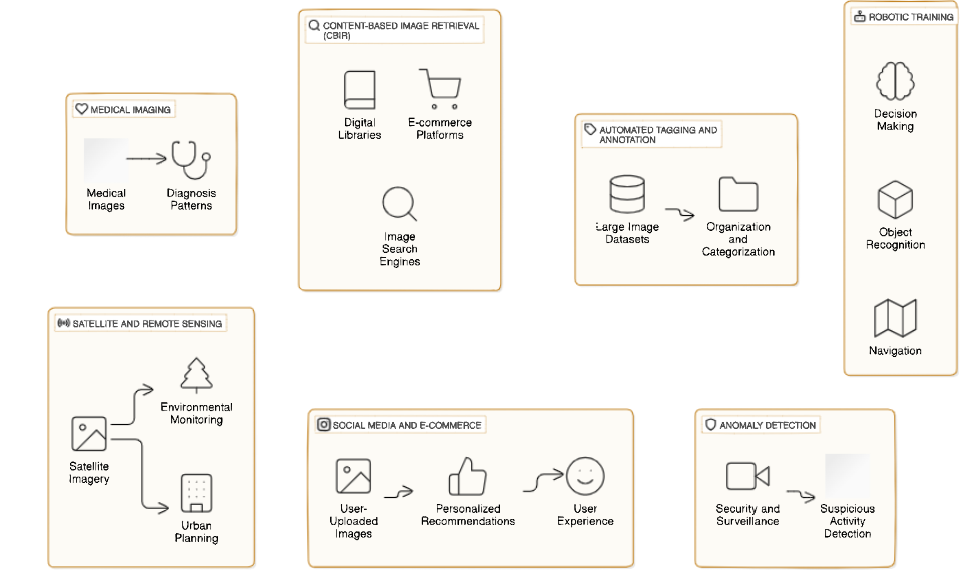 MEDICAL IMAGING
Medical
Images
Diagnosis
Patterns
CONTENT-BASED IMAGE RETRIEVAL
(CBIR)
Digital
Libraries
E-commerce
Platforms
Image
Search
Engines
AUTOMATED TAGGING AND
ANNOTATION
Large Image
Datasets
Organization
and
Categorization
ROBOTIC TRAINING
Decision
Making
Object
Recognition
Navigation
SATELLITE AND REMOTE SENSING
Satellite
Imagery
Environmental
Monitoring
Urban
Planning
SOCIAL MEDIA AND E-COMMERCE
User-
Uploaded
Images
Personalized
Recommendations
User
Experience
ANOMALY DETECTION
Security and
Surveillance
Suspicious
Activity
Detection